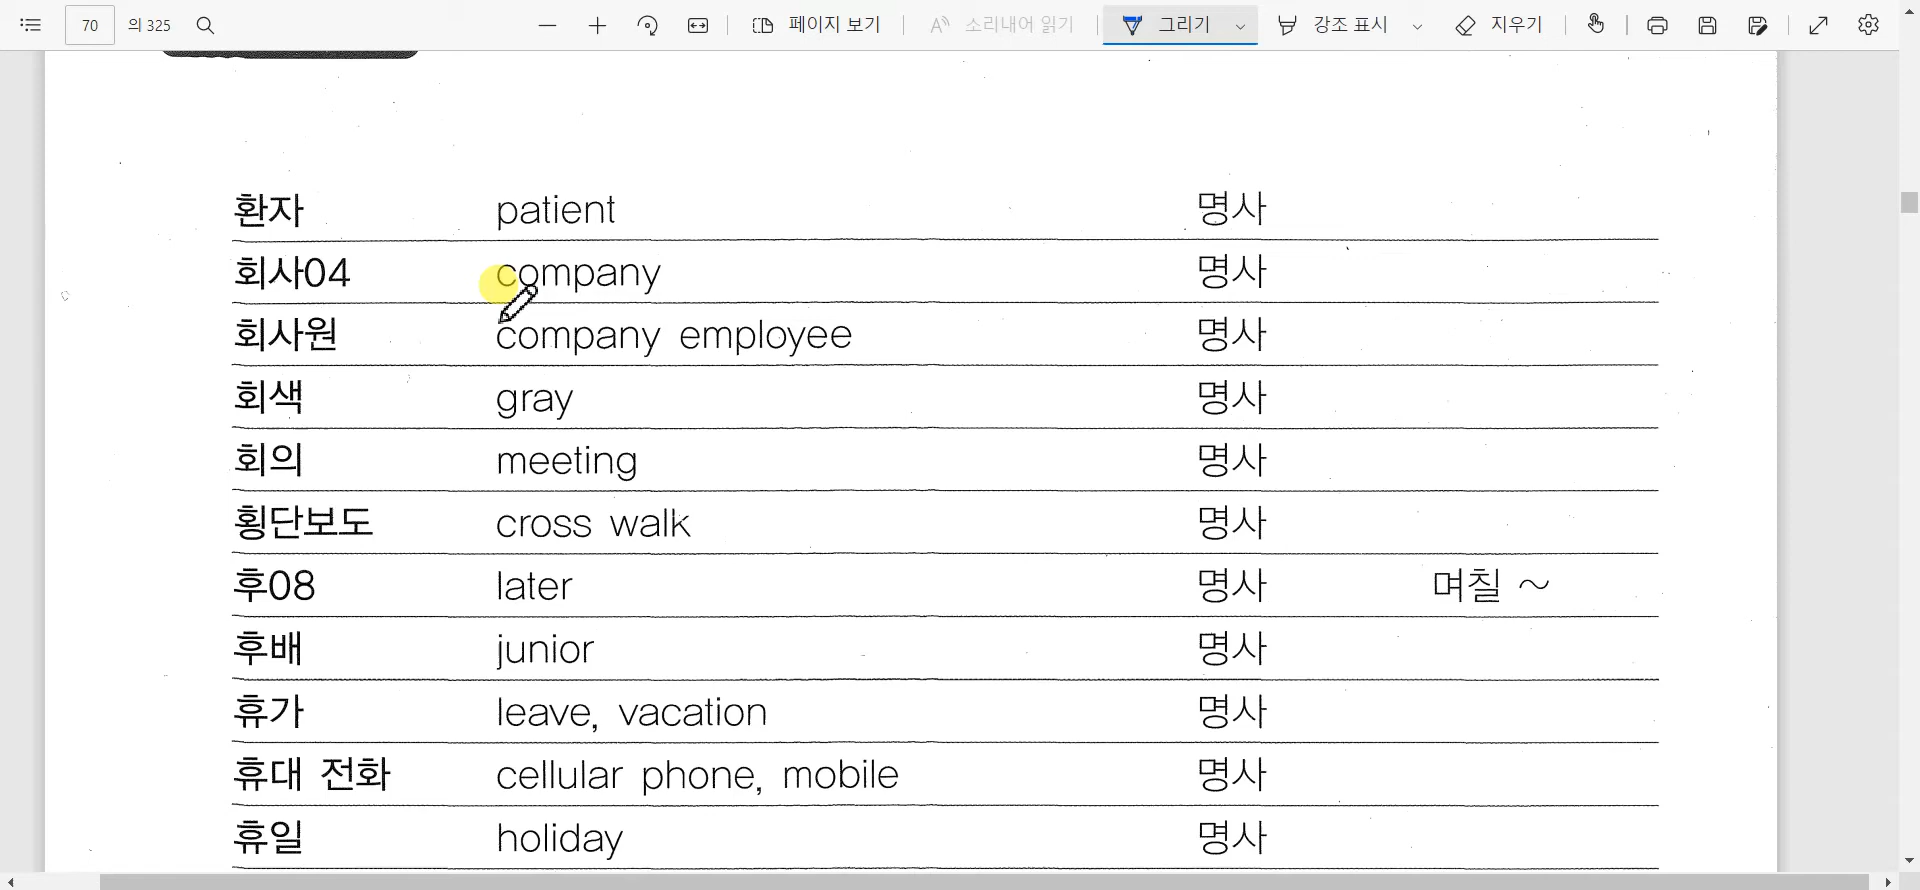 70 의 325 페이지 보기 소리내어 읽기 그리기 강조 표시 지우기
환자 patient 명사
회사04 company 명사
회사원 company employee 명사
회색 gray 명사
회의 meeting 명사
횡단보도 cross walk 명사
후08 later 명사 며칠 ~
후배 junior 명사
휴가 leave, vacation 명사
휴대 전화 cellular phone, mobile 명사
휴일 holiday 명사